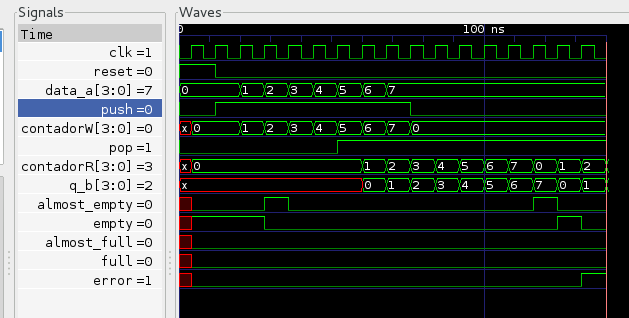 Signals
Waves
Time
0
100 ns
clk =1
reset =0
data_a[3:0] =7
0 1 2 3 4 5 6 7
push =0
contadorW[3:0] =0
x 0 1 2 3 4 5 6 7 0
pop =1
contadorR[3:0] =3
x 0 1 2 3 4 5 6 7 0 1 2
q_b[3:0] =2
x 0 1 2 3 4 5 6 7 0 1
almost_empty =0
empty =0
almost_full =0
full =0
error =1